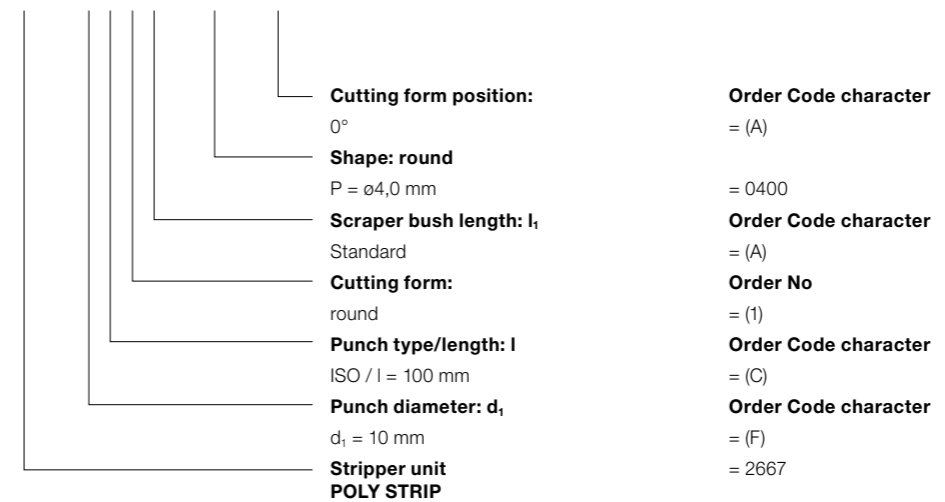 Cutting form position: Order Code character
0° = (A)
Shape: round
P = ø4,0 mm = 0400
Scraper bush length: l₁ Order Code character
Standard = (A)
Cutting form: Order No
round = (1)
Punch type/length: l Order Code character
ISO / l = 100 mm = (C)
Punch diameter: d₁ Order Code character
d₁ = 10 mm = (F)
Stripper unit = 2667
POLY STRIP